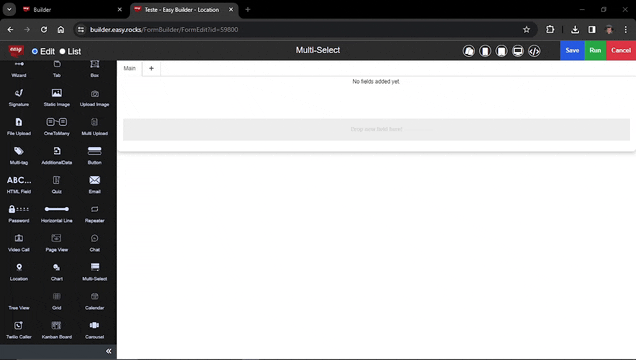 Builder
Teste - Easy Builder - Location
builder.easy.rocks/FormBuilder/FormEdit?id=59800
easy
Edit
List
Multi-Select
Save
Run
Cancel
Main
No fields added yet.
Drop new field here!
Wizard
Tab
Box
Signature
Static Image
Upload Image
File Upload
OneToMany
Multi Upload
Multi-tag
AdditionalData
Button
ABC...
HTML Field
Quiz
Email
Password
Horizontal Line
Repeater
Video Call
Page View
Chat
Location
Chart
Multi-Select
Tree View
Grid
Calendar
Twilio Caller
Kanban Board
Carousel